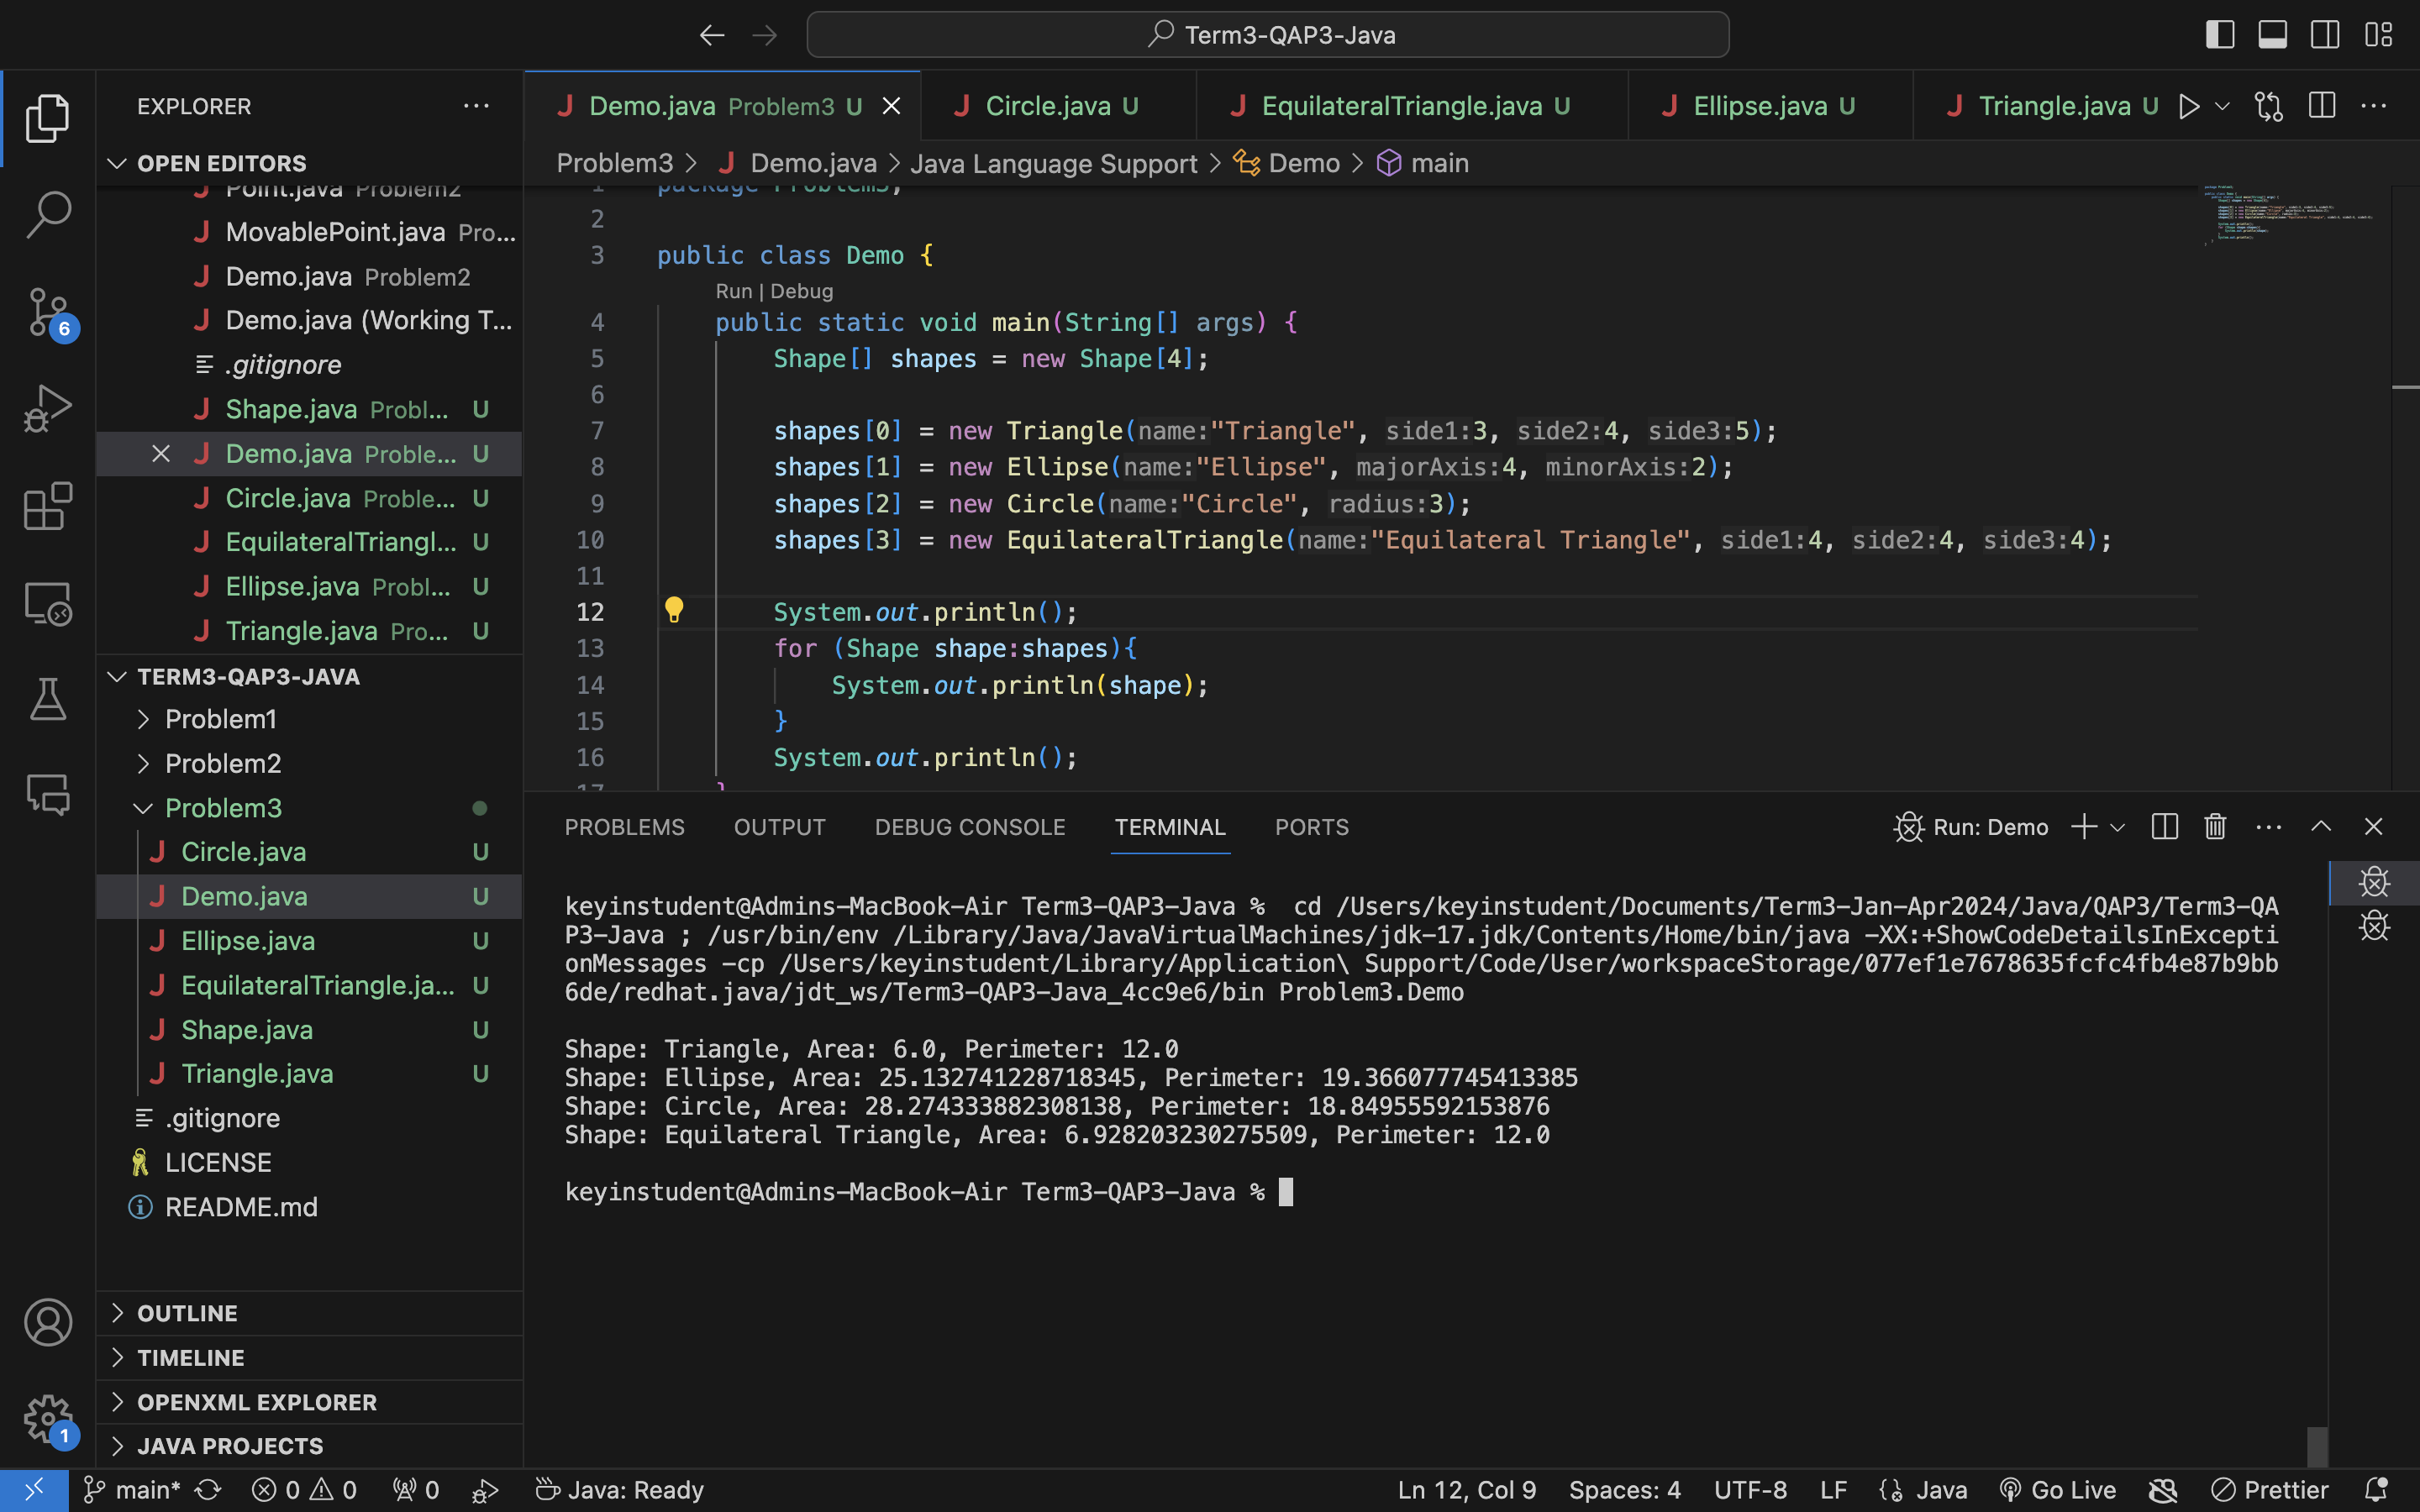 Term3-QAP3-Java
EXPLORER
OPEN EDITORS
Point.java Problem2
MovablePoint.java Pro...
Demo.java Problem2
Demo.java (Working T...
.gitignore
Shape.java Probl... U
Demo.java Proble... U
Circle.java Proble... U
EquilateralTriangl... U
Ellipse.java Probl... U
Triangle.java Pro... U
TERM3-QAP3-JAVA
Problem1
Problem2
Problem3
Circle.java U
Demo.java U
Ellipse.java U
EquilateralTriangle.ja... U
Shape.java U
Triangle.java U
.gitignore
LICENSE
README.md
OUTLINE
TIMELINE
OPENXML EXPLORER
JAVA PROJECTS
6
1
Demo.java Problem3 U
Circle.java U
EquilateralTriangle.java U
Ellipse.java U
Triangle.java U
Problem3 > Demo.java > Java Language Support > Demo > main
1 package Problem3;
2
3 public class Demo {
Run | Debug
4 public static void main(String[] args) {
5 Shape[] shapes = new Shape[4];
6
7 shapes[0] = new Triangle(name:"Triangle", side1:3, side2:4, side3:5);
8 shapes[1] = new Ellipse(name:"Ellipse", majorAxis:4, minorAxis:2);
9 shapes[2] = new Circle(name:"Circle", radius:3);
10 shapes[3] = new EquilateralTriangle(name:"Equilateral Triangle", side1:4, side2:4, side3:4);
11
12 System.out.println();
13 for (Shape shape:shapes){
14 System.out.println(shape);
15 }
16 System.out.println();
17 }
PROBLEMS OUTPUT DEBUG CONSOLE TERMINAL PORTS
Run: Demo
keyinstudent@Admins-MacBook-Air Term3-QAP3-Java %  cd /Users/keyinstudent/Documents/Term3-Jan-Apr2024/Java/QAP3/Term3-QA
P3-Java ; /usr/bin/env /Library/Java/JavaVirtualMachines/jdk-17.jdk/Contents/Home/bin/java -XX:+ShowCodeDetailsInExcepti
onMessages -cp /Users/keyinstudent/Library/Application\ Support/Code/User/workspaceStorage/077ef1e7678635fcfc4fb4e87b9bb
6de/redhat.java/jdt_ws/Term3-QAP3-Java_4cc9e6/bin Problem3.Demo
Shape: Triangle, Area: 6.0, Perimeter: 12.0
Shape: Ellipse, Area: 25.132741228718345, Perimeter: 19.366077745413385
Shape: Circle, Area: 28.274333882308138, Perimeter: 18.84955592153876
Shape: Equilateral Triangle, Area: 6.928203230275509, Perimeter: 12.0
keyinstudent@Admins-MacBook-Air Term3-QAP3-Java %
main* 0 0 0 Java: Ready Ln 12, Col 9 Spaces: 4 UTF-8 LF Java Go Live Prettier